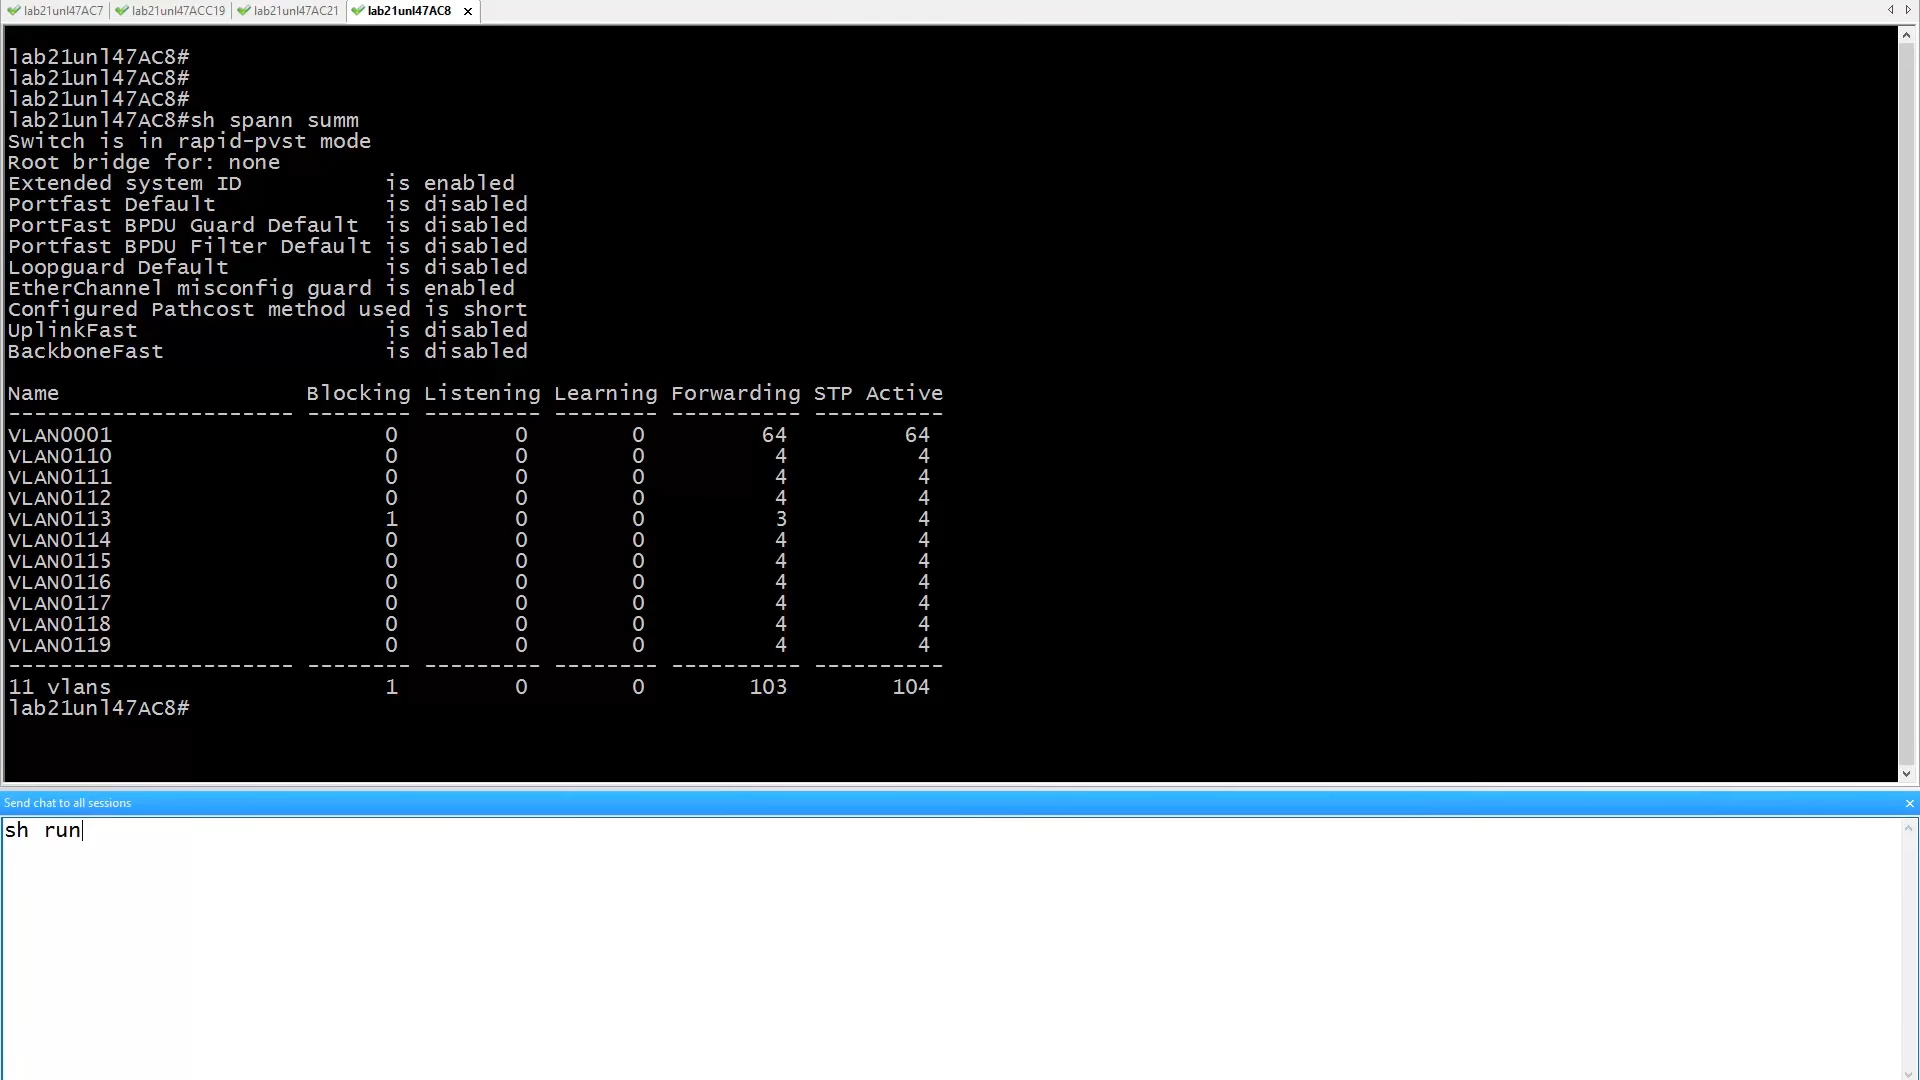 lab21unl47AC7 lab21unl47ACC19 lab21unl47AC21 lab21unl47AC8
lab21unl47AC8#
lab21unl47AC8#
lab21unl47AC8#
lab21unl47AC8#sh spann summ
Switch is in rapid-pvst mode
Root bridge for: none
Extended system ID           is enabled
Portfast Default             is disabled
PortFast BPDU Guard Default  is disabled
Portfast BPDU Filter Default is disabled
Loopguard Default            is disabled
EtherChannel misconfig guard is enabled
Configured Pathcost method used is short
UplinkFast                   is disabled
BackboneFast                 is disabled
Name                   Blocking Listening Learning Forwarding STP Active
---------------------- -------- --------- -------- ---------- ----------
VLAN0001                     0         0        0         64         64
VLAN0110                     0         0        0          4          4
VLAN0111                     0         0        0          4          4
VLAN0112                     0         0        0          4          4
VLAN0113                     1         0        0          3          4
VLAN0114                     0         0        0          4          4
VLAN0115                     0         0        0          4          4
VLAN0116                     0         0        0          4          4
VLAN0117                     0         0        0          4          4
VLAN0118                     0         0        0          4          4
VLAN0119                     0         0        0          4          4
---------------------- -------- --------- -------- ---------- ----------
11 vlans                     1         0        0        103        104
lab21unl47AC8#
Send chat to all sessions
sh run